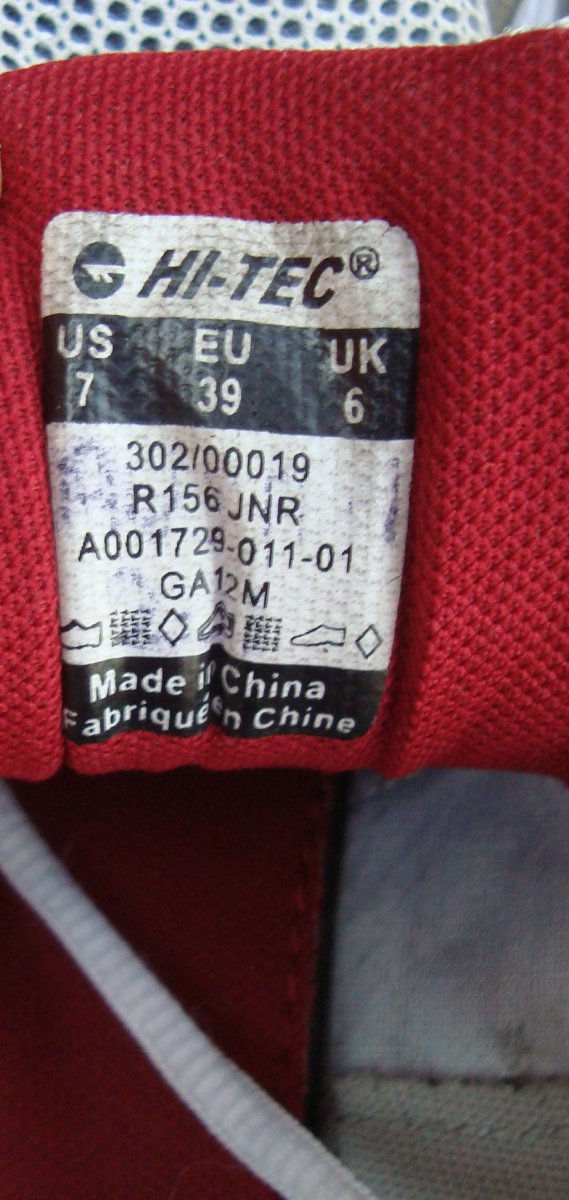 HI-TEC®
US EU UK
7 39 6
302/00019
R156 JNR
A001729-011-01
GA12M
Made in China
Fabriqué en Chine